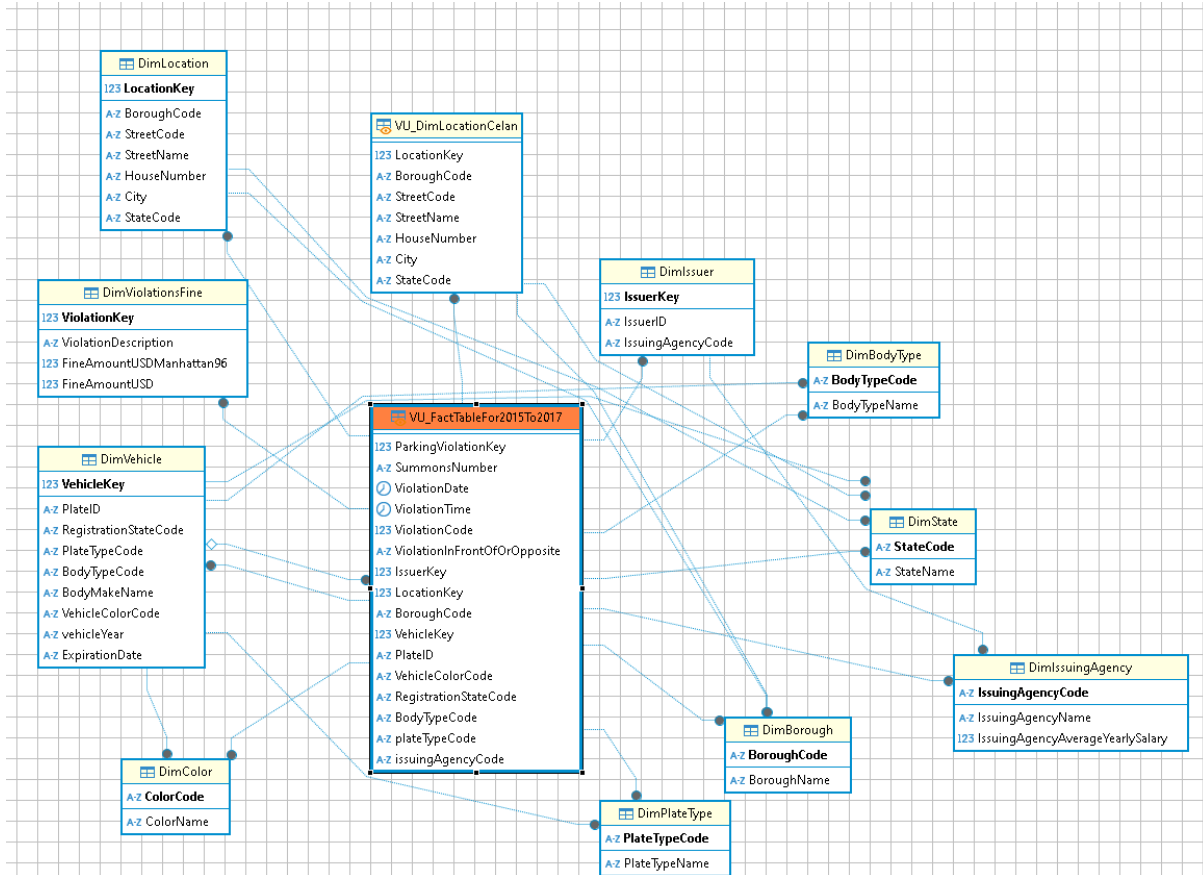 DimLocation
123 LocationKey
A-Z BoroughCode
A-Z StreetCode
A-Z StreetName
A-Z HouseNumber
A-Z City
A-Z StateCode
VU_DimLocationCelan
123 LocationKey
A-Z BoroughCode
A-Z StreetCode
A-Z StreetName
A-Z HouseNumber
A-Z City
A-Z StateCode
DimIssuer
123 IssuerKey
A-Z IssuerID
A-Z IssuingAgencyCode
DimViolationsFine
123 ViolationKey
A-Z ViolationDescription
123 FineAmountUSDManhattan96
123 FineAmountUSD
DimBodyType
A-Z BodyTypeCode
A-Z BodyTypeName
VU_FactTableFor2015To2017
123 ParkingViolationKey
A-Z SummonsNumber
ViolationDate
ViolationTime
123 ViolationCode
A-Z ViolationInFrontOfOrOpposite
123 IssuerKey
123 LocationKey
A-Z BoroughCode
123 VehicleKey
A-Z PlateID
A-Z VehicleColorCode
A-Z RegistrationStateCode
A-Z BodyTypeCode
A-Z plateTypeCode
A-Z issuingAgencyCode
DimVehicle
123 VehicleKey
A-Z PlateID
A-Z RegistrationStateCode
A-Z PlateTypeCode
A-Z BodyTypeCode
A-Z BodyMakeName
A-Z VehicleColorCode
A-Z vehicleYear
A-Z ExpirationDate
DimState
A-Z StateCode
A-Z StateName
DimIssuingAgency
A-Z IssuingAgencyCode
A-Z IssuingAgencyName
123 IssuingAgencyAverageYearlySalary
DimBorough
A-Z BoroughCode
A-Z BoroughName
DimColor
A-Z ColorCode
A-Z ColorName
DimPlateType
A-Z PlateTypeCode
A-Z PlateTypeName